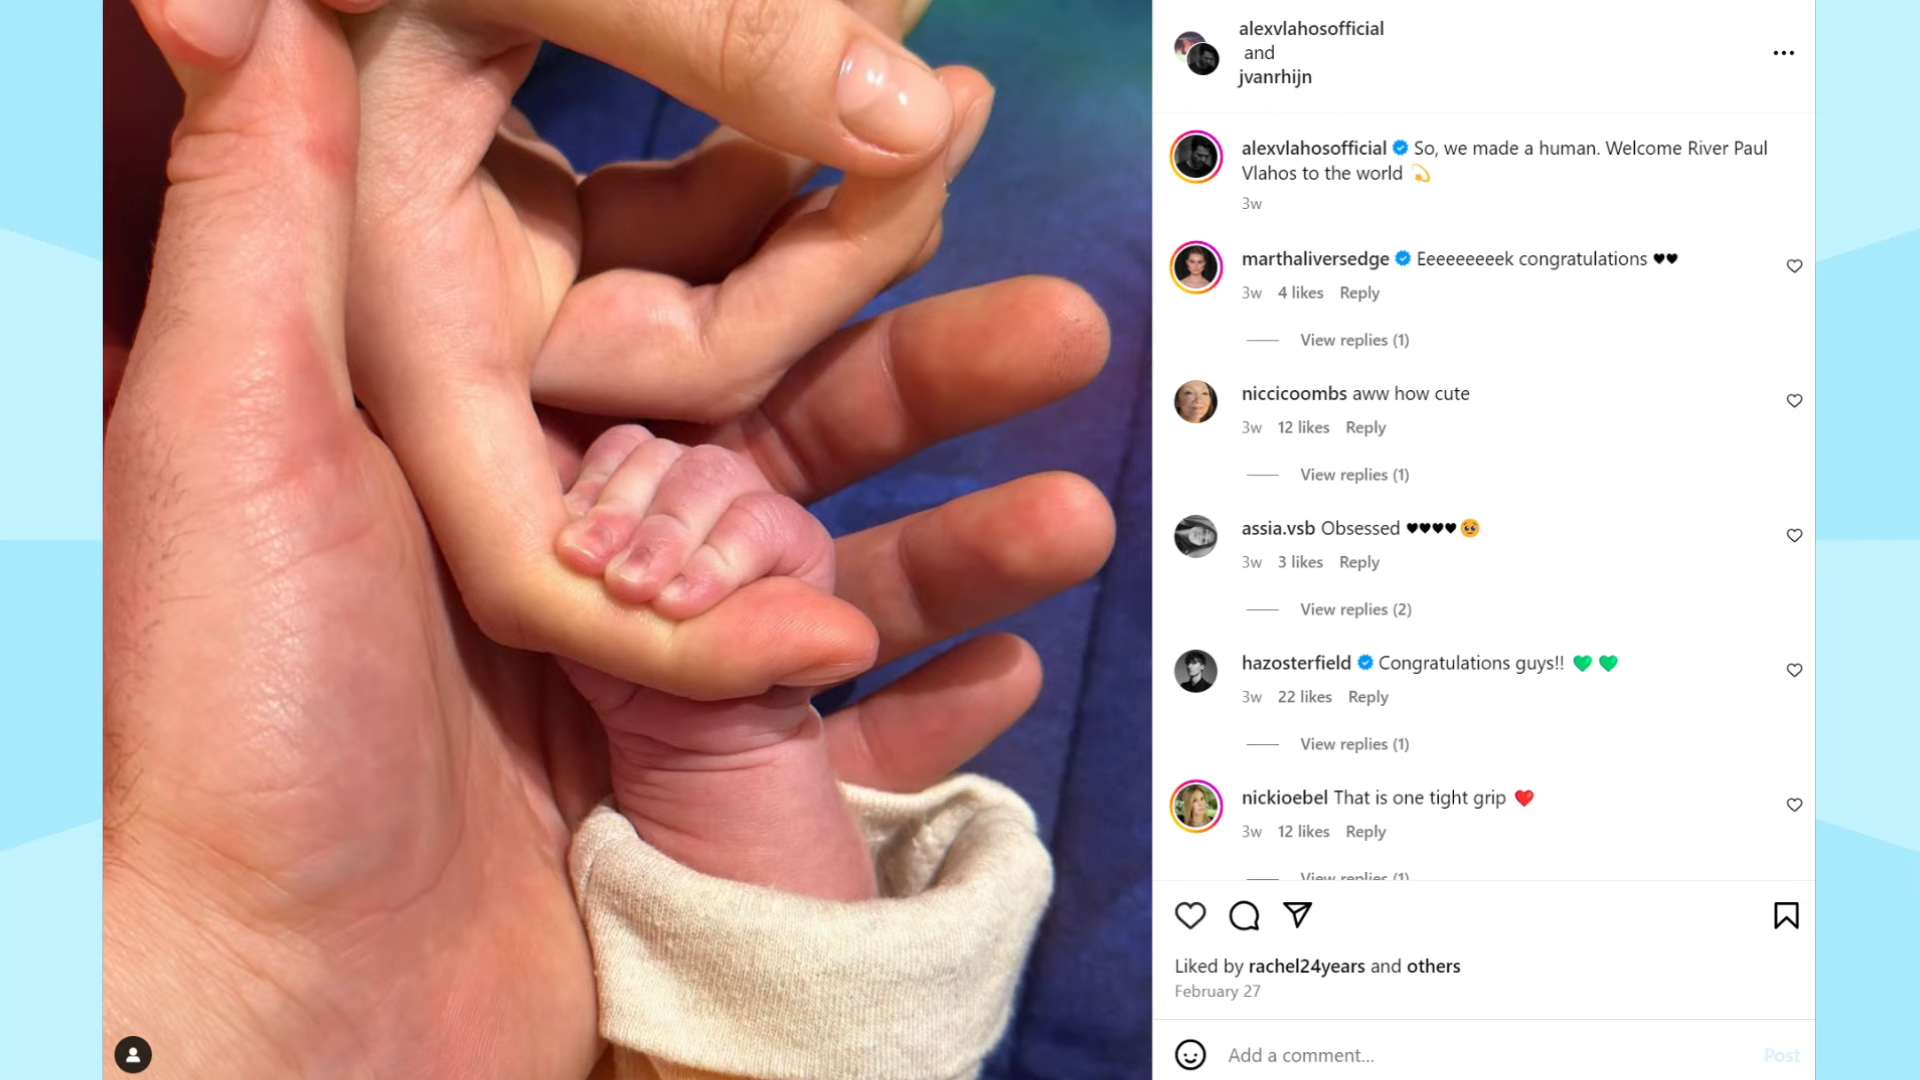 alexvlahosofficial
and
jvanrhijn
alexvlahosofficial So, we made a human. Welcome River Paul
Vlahos to the world 💫
3w
marthaliversedge Eeeeeeeeek congratulations ♥♥
3w 4 likes Reply
View replies (1)
niccicoombs aww how cute
3w 12 likes Reply
View replies (1)
assia.vsb Obsessed ♥♥♥♥🥹
3w 3 likes Reply
View replies (2)
hazosterfield Congratulations guys!! 💚 💚
3w 22 likes Reply
View replies (1)
nickioebel That is one tight grip ❤️
3w 12 likes Reply
View replies (1)
Liked by rachel24years and others
February 27
Add a comment... Post